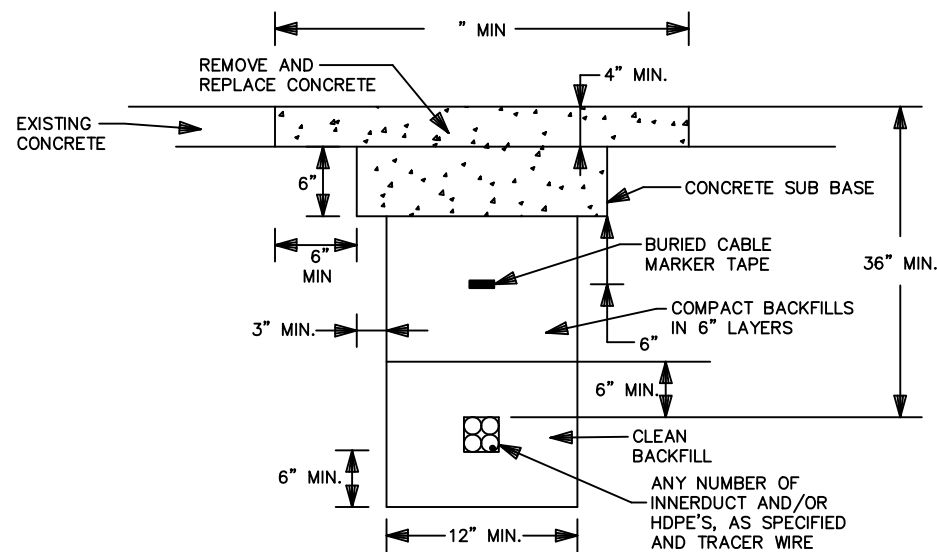 ” MIN
REMOVE AND
REPLACE CONCRETE
4” MIN.
EXISTING
CONCRETE
6”
CONCRETE SUB BASE
6”
MIN
BURIED CABLE
MARKER TAPE
36” MIN.
3” MIN.
COMPACT BACKFILLS
IN 6” LAYERS
6”
6” MIN.
CLEAN
BACKFILL
6” MIN.
ANY NUMBER OF
INNERDUCT AND/OR
HDPE'S, AS SPECIFIED
AND TRACER WIRE
12” MIN.